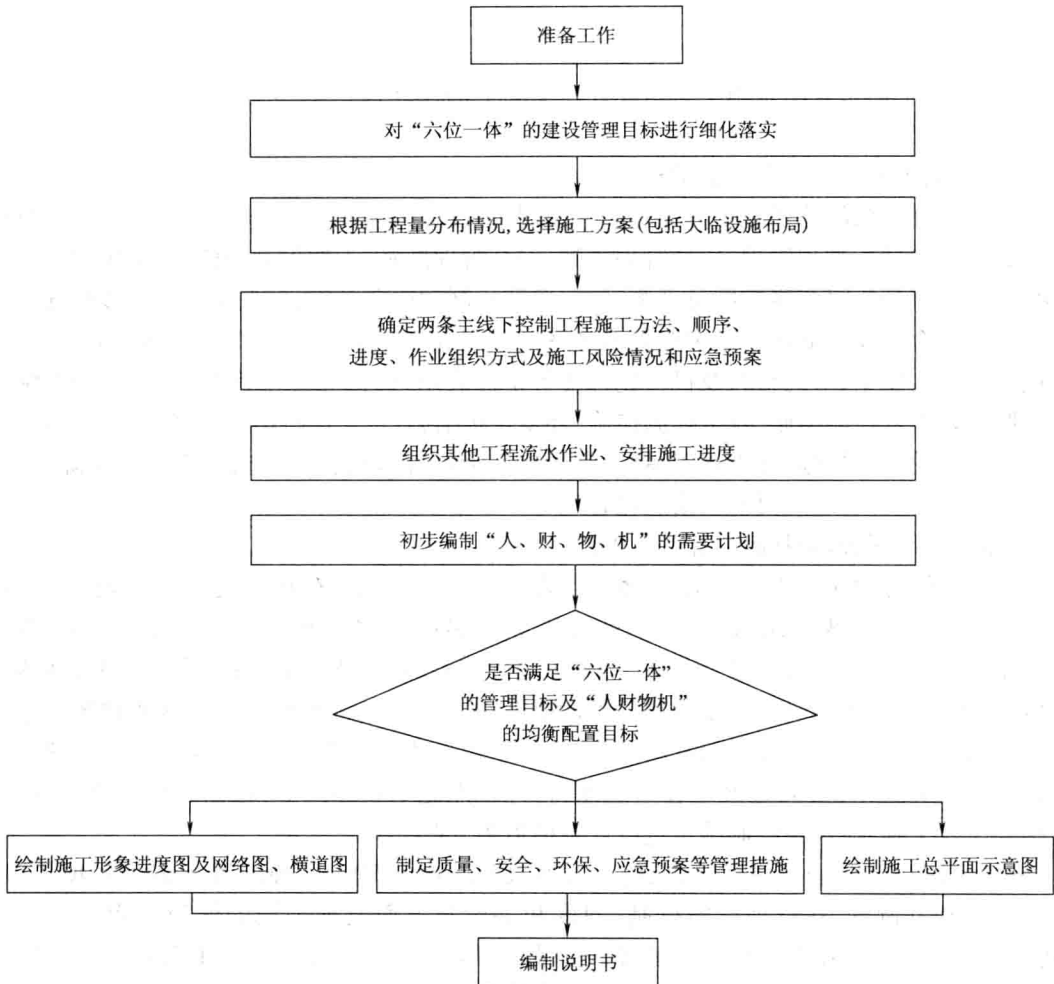 准备工作
对“六位一体”的建设管理目标进行细化落实
根据工程量分布情况,选择施工方案(包括大临设施布局)
确定两条主线下控制工程施工方法、顺序、
进度、作业组织方式及施工风险情况和应急预案
组织其他工程流水作业、安排施工进度
初步编制“人、财、物、机”的需要计划
是否满足“六位一体”
的管理目标及“人财物机”
的均衡配置目标
绘制施工形象进度图及网络图、横道图
制定质量、安全、环保、应急预案等管理措施
绘制施工总平面示意图
编制说明书